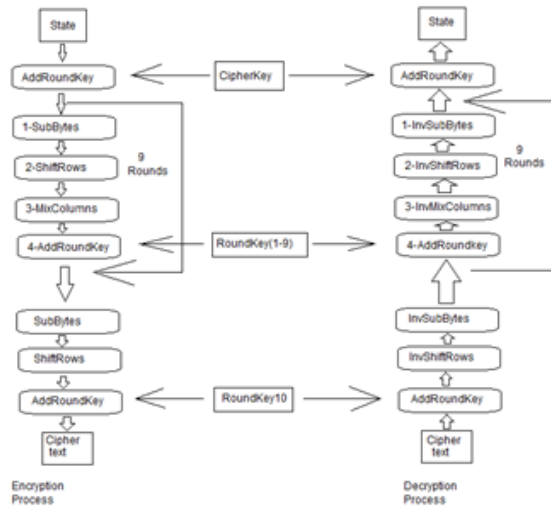 State
AddRoundKey
1-SubBytes
2-ShiftRows
9
Rounds
3-MixColumns
4-AddRoundKey
SubBytes
ShiftRows
AddRoundKey
Cipher
text
Encryption
Process
CipherKey
RoundKey(1-9)
RoundKey10
State
AddRoundKey
1-InvSubBytes
2-InvShiftRows
9
Rounds
3-InvMixColumns
4-AddRoundkey
InvSubBytes
InvShiftRows
AddRoundKey
Cipher
text
Decryption
Process